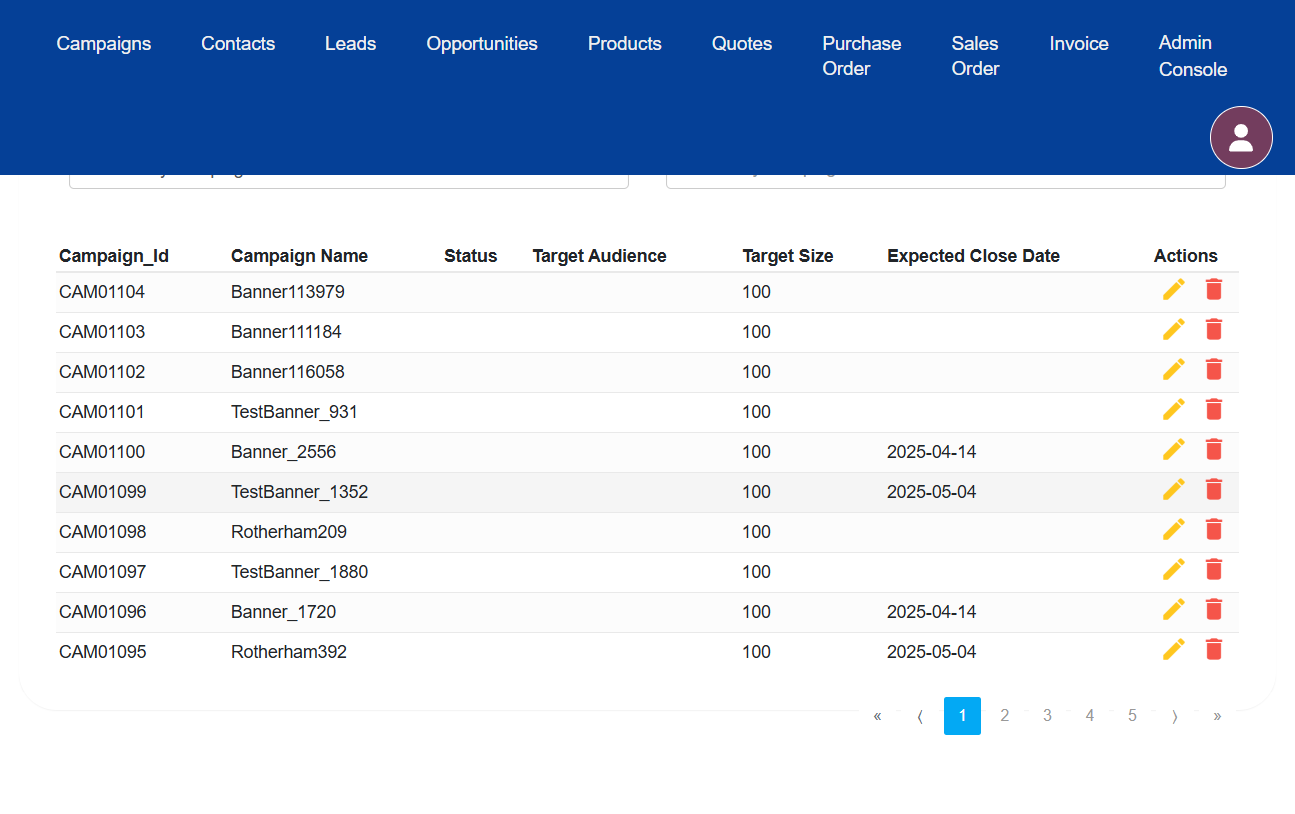 Campaigns Contacts Leads Opportunities Products Quotes Purchase Order Sales Order Invoice Admin Console
Campaign_Id Campaign Name Status Target Audience Target Size Expected Close Date Actions
CAM01104 Banner113979 100
CAM01103 Banner111184 100
CAM01102 Banner116058 100
CAM01101 TestBanner_931 100
CAM01100 Banner_2556 100 2025-04-14
CAM01099 TestBanner_1352 100 2025-05-04
CAM01098 Rotherham209 100
CAM01097 TestBanner_1880 100
CAM01096 Banner_1720 100 2025-04-14
CAM01095 Rotherham392 100 2025-05-04
« ⟨ 1 2 3 4 5 ⟩ »